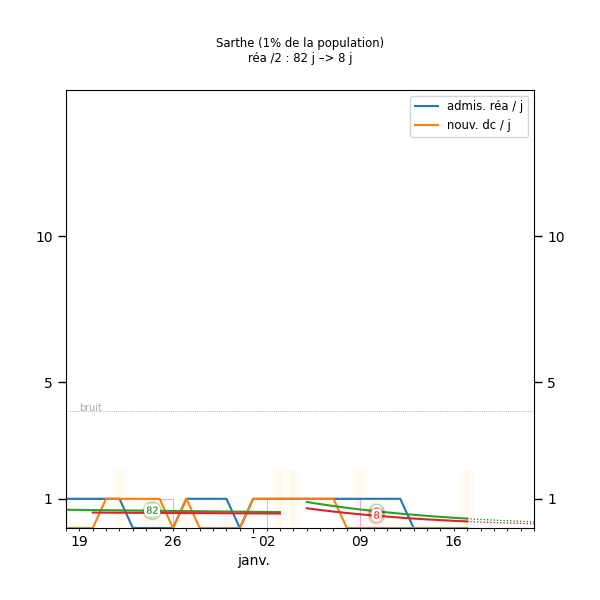 Sarthe (1% de la population)
réa /2 : 82 j –> 8 j
admis. réa / j
nouv. dc / j
10
10
5
5
bruit
1
1
82
8
19
26
02
09
16
janv.